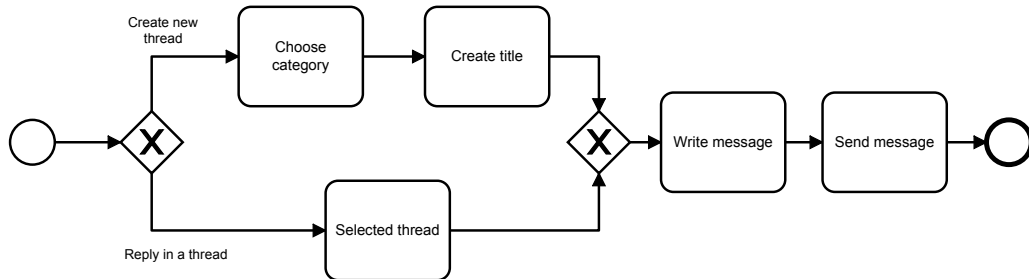 Create new
thread
Choose
category
Create title
X
X
Write message
Send message
Selected thread
Reply in a thread